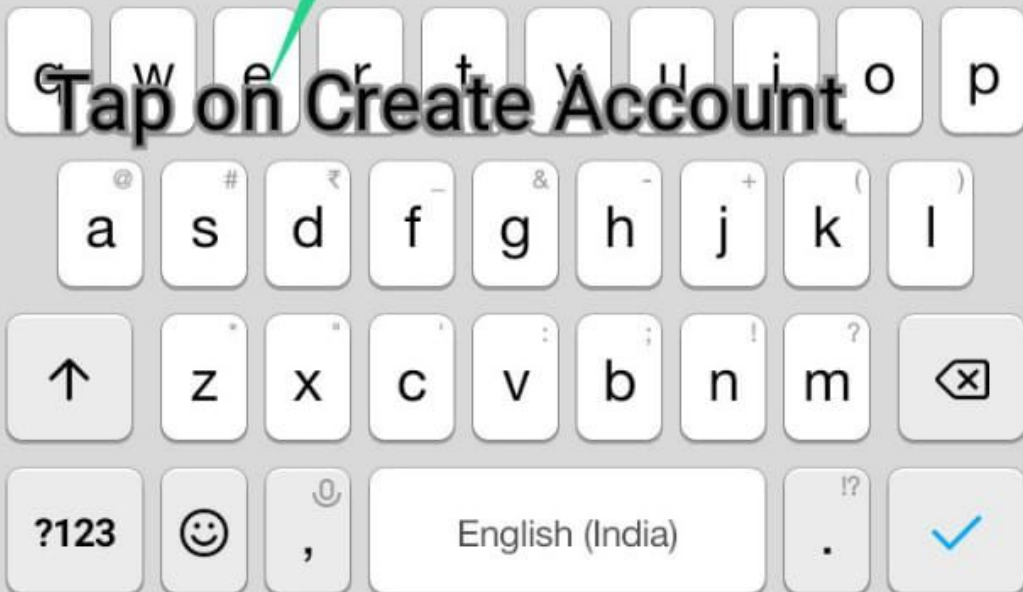 q w e r t y u i o p
Tap on Create Account
@ # ₹ _ & - + ( )
a s d f g h j k l
* " ' : ; ! ?
z x c v b n m
!?
?123 , English (India) .